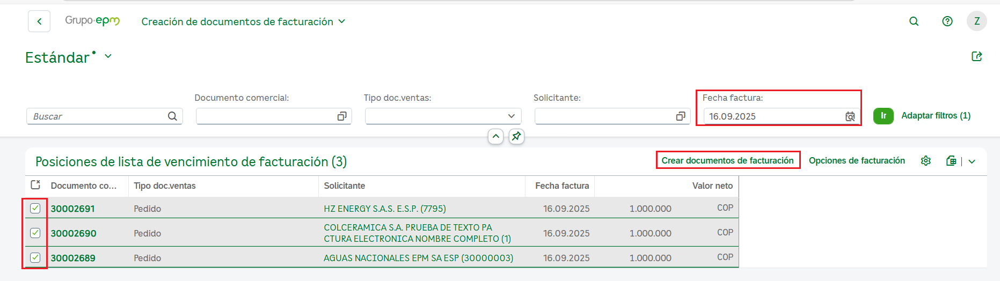 Grupo·epm
Creación de documentos de facturación
Z
Estándar
Documento comercial:
Tipo doc.ventas:
Solicitante:
Fecha factura:
Buscar
16.09.2025
Ir
Adaptar filtros (1)
Posiciones de lista de vencimiento de facturación (3)
Crear documentos de facturación
Opciones de facturación
Documento co... Tipo doc.ventas Solicitante Fecha factura Valor neto
30002691 Pedido HZ ENERGY S.A.S. E.S.P. (7795) 16.09.2025 1.000.000 COP
30002690 Pedido COLCERAMICA S.A. PRUEBA DE TEXTO PA
CTURA ELECTRONICA NOMBRE COMPLETO (1) 16.09.2025 1.000.000 COP
30002689 Pedido AGUAS NACIONALES EPM SA ESP (30000003) 16.09.2025 1.000.000 COP